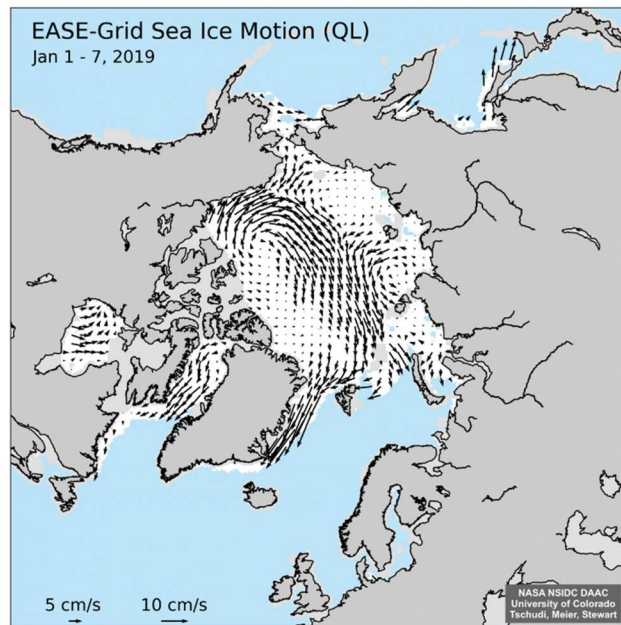 EASE-Grid Sea Ice Motion (QL)
Jan 1 - 7, 2019
5 cm/s
10 cm/s
NASA NSIDC DAAC
University of Colorado
Tschudi, Meier, Stewart